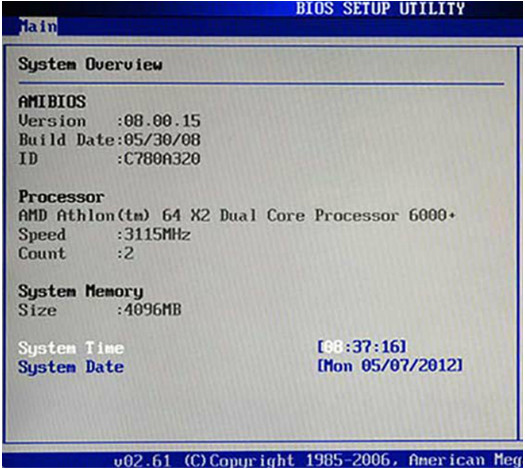 BIOS SETUP UTILITY
Main
System Overview
AMIBIOS
Version :08.00.15
Build Date:05/30/08
ID :C780A320
Processor
AMD Athlon(tm) 64 X2 Dual Core Processor 6000+
Speed :3115MHz
Count :2
System Memory
Size :4096MB
System Time [08:37:16]
System Date [Mon 05/07/2012]
v02.61 (C)Copyright 1985-2006, American Meg